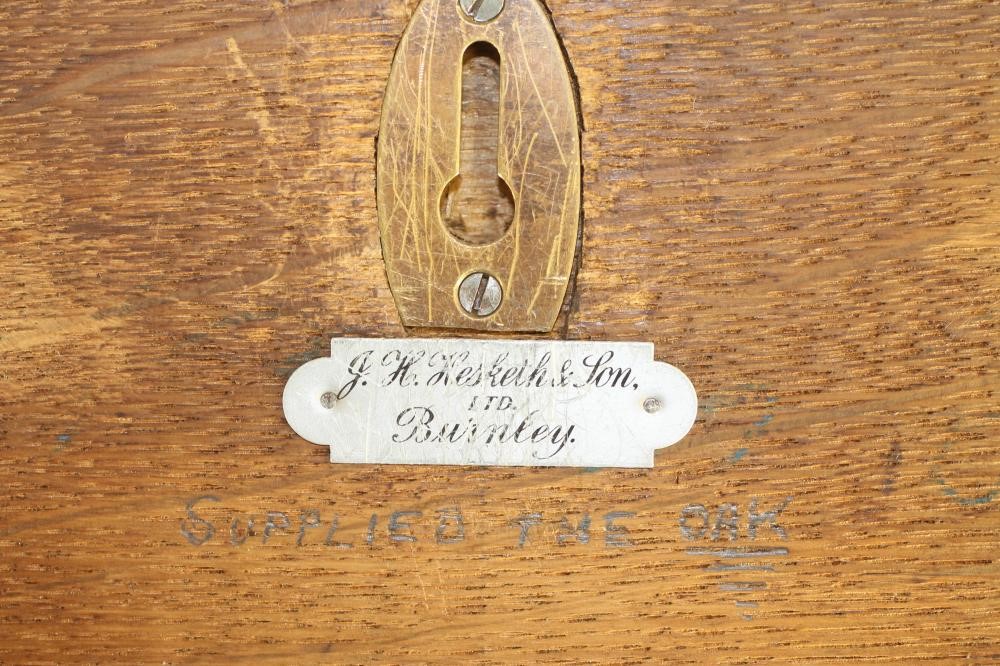 J. H. Hesketh & Son,
LTD.
Burnley.
SUPPLIED THE OAK